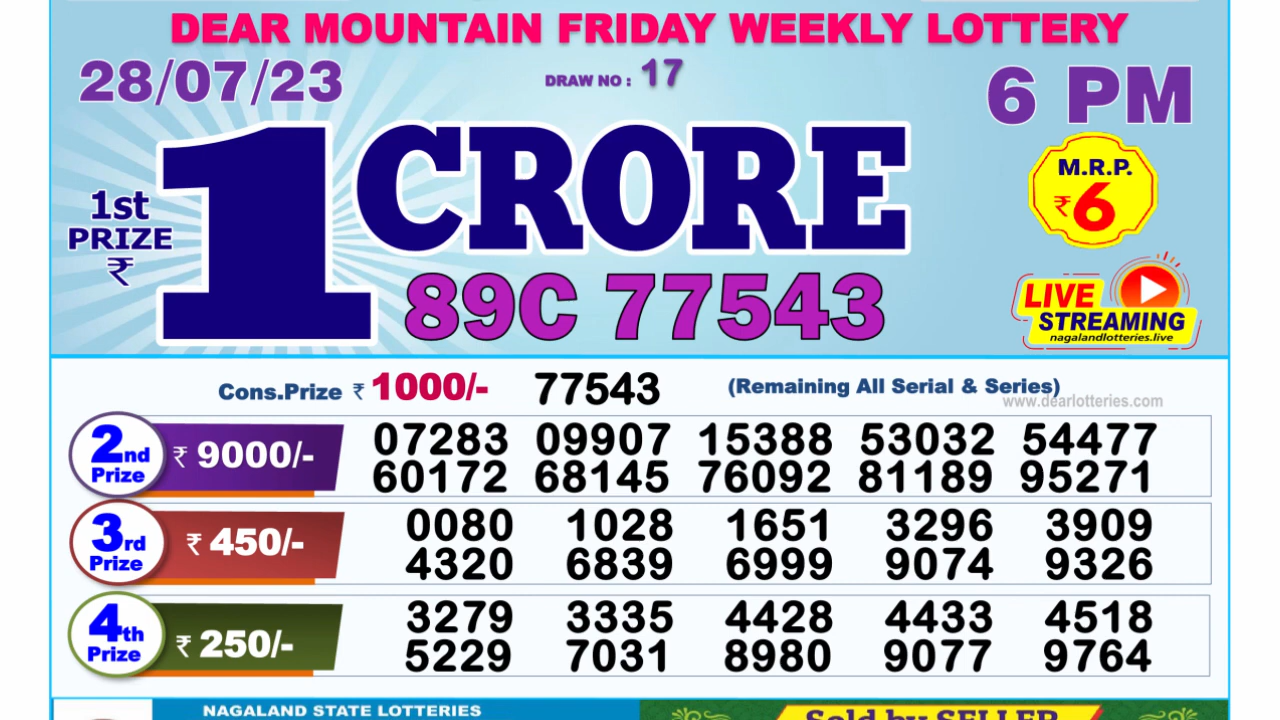 DEAR MOUNTAIN FRIDAY WEEKLY LOTTERY
28/07/23
DRAW NO : 17
6 PM
1st
PRIZE
₹
1 CRORE
89C 77543
M.R.P.
₹6
LIVE
STREAMING
nagalandlotteries.live
Cons.Prize ₹ 1000/- 77543 (Remaining All Serial & Series)
www.dearlotteries.com
2nd
Prize
₹ 9000/-
07283 09907 15388 53032 54477
60172 68145 76092 81189 95271
3rd
Prize
₹ 450/-
0080 1028 1651 3296 3909
4320 6839 6999 9074 9326
4th
Prize
₹ 250/-
3279 3335 4428 4433 4518
5229 7031 8980 9077 9764
NAGALAND STATE LOTTERIES
Sold by SELLER